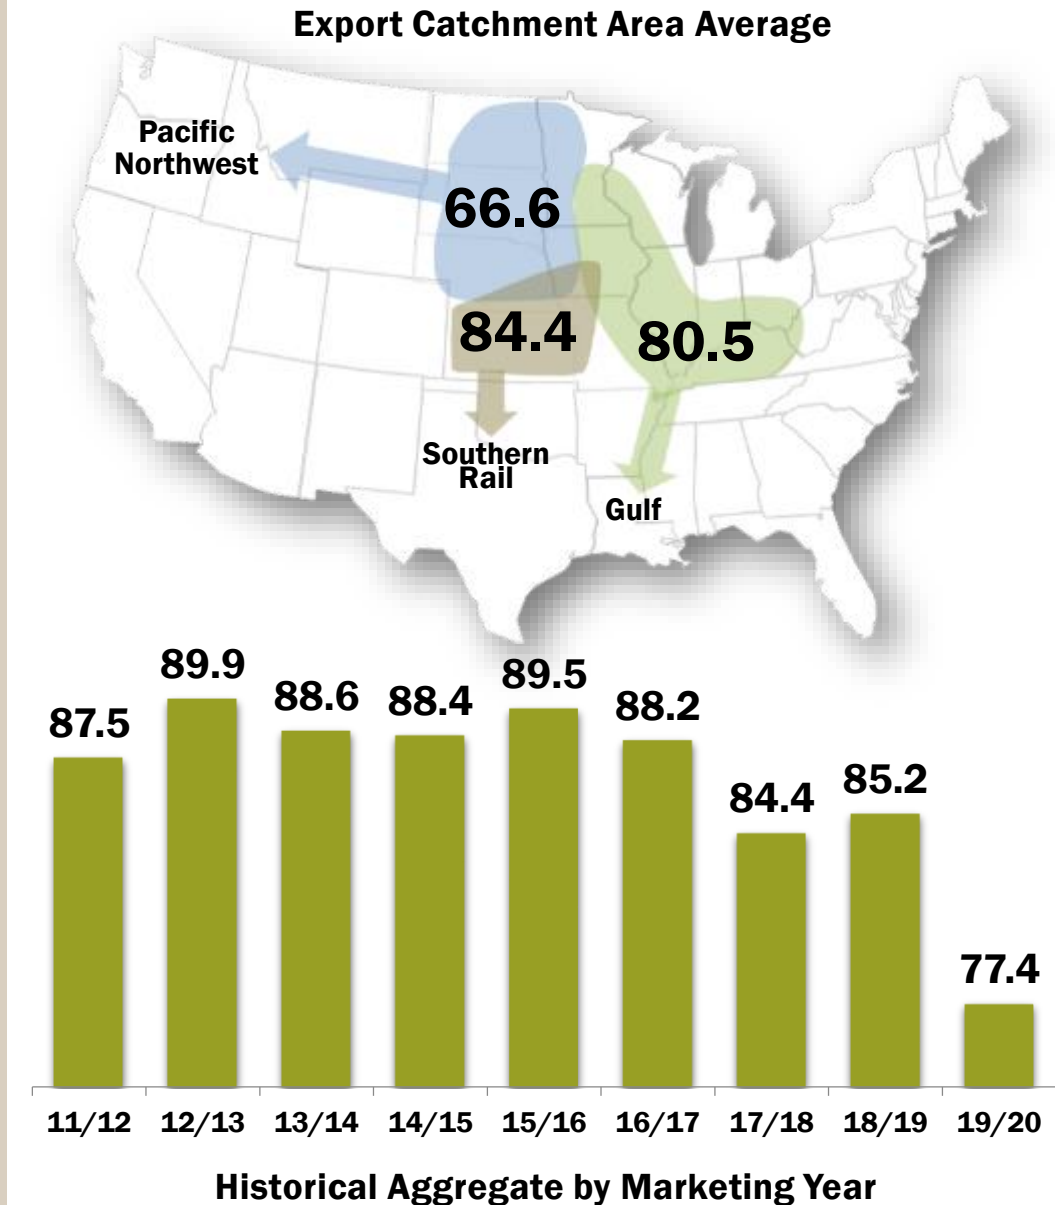 Export Catchment Area Average
Pacific
Northwest
66.6
84.4
80.5
Southern
Rail
Gulf
87.5
89.9
88.6
88.4
89.5
88.2
84.4
85.2
77.4
11/12 12/13 13/14 14/15 15/16 16/17 17/18 18/19 19/20
Historical Aggregate by Marketing Year